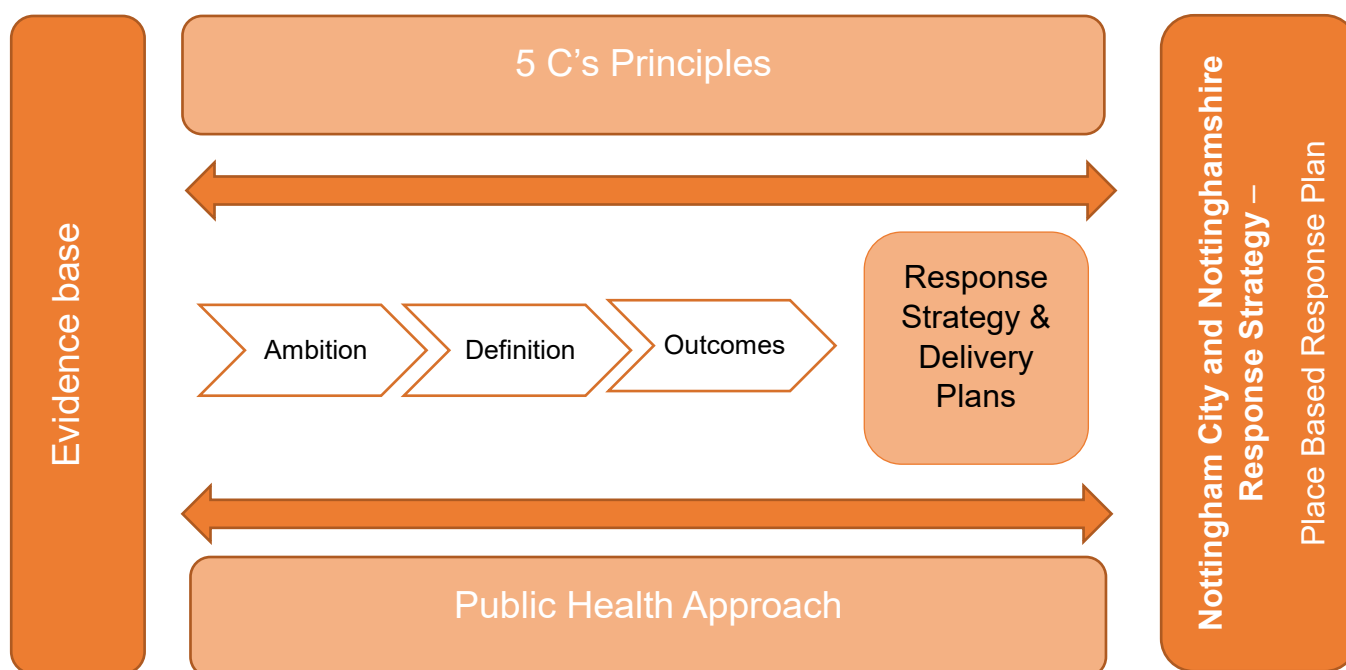 Evidence base
5 C’s Principles
Ambition
Definition
Outcomes
Response
Strategy &
Delivery
Plans
Public Health Approach
Nottingham City and Nottinghamshire
Response Strategy –
Place Based Response Plan